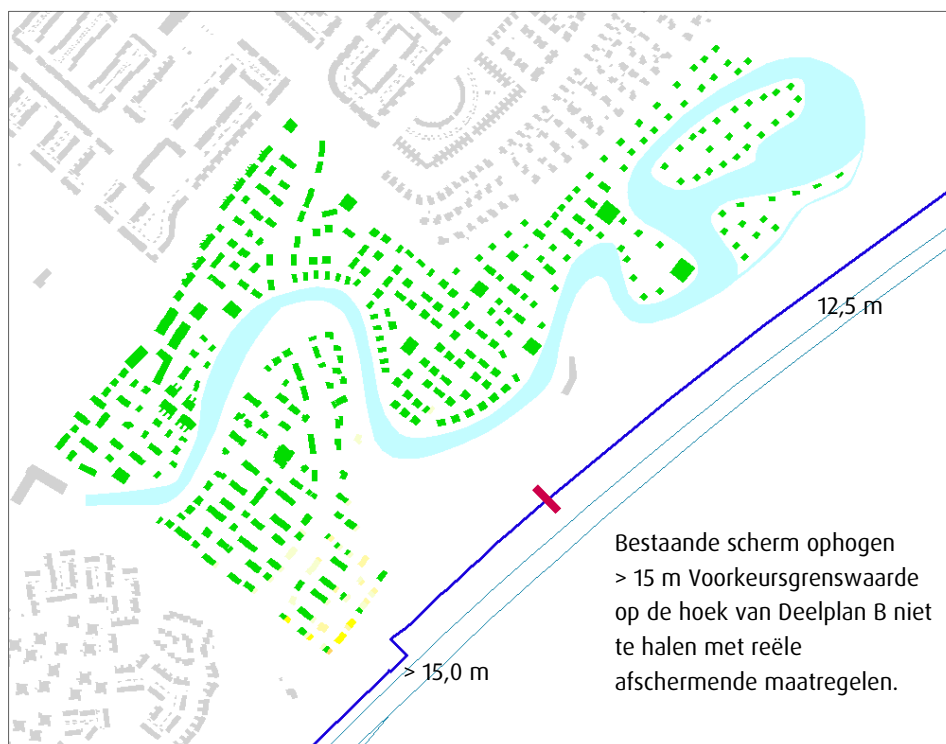 12,5 m
Bestaande scherm ophogen
> 15 m Voorkeursgrenswaarde
op de hoek van Deelplan B niet
te halen met reële
afschermende maatregelen.
> 15,0 m